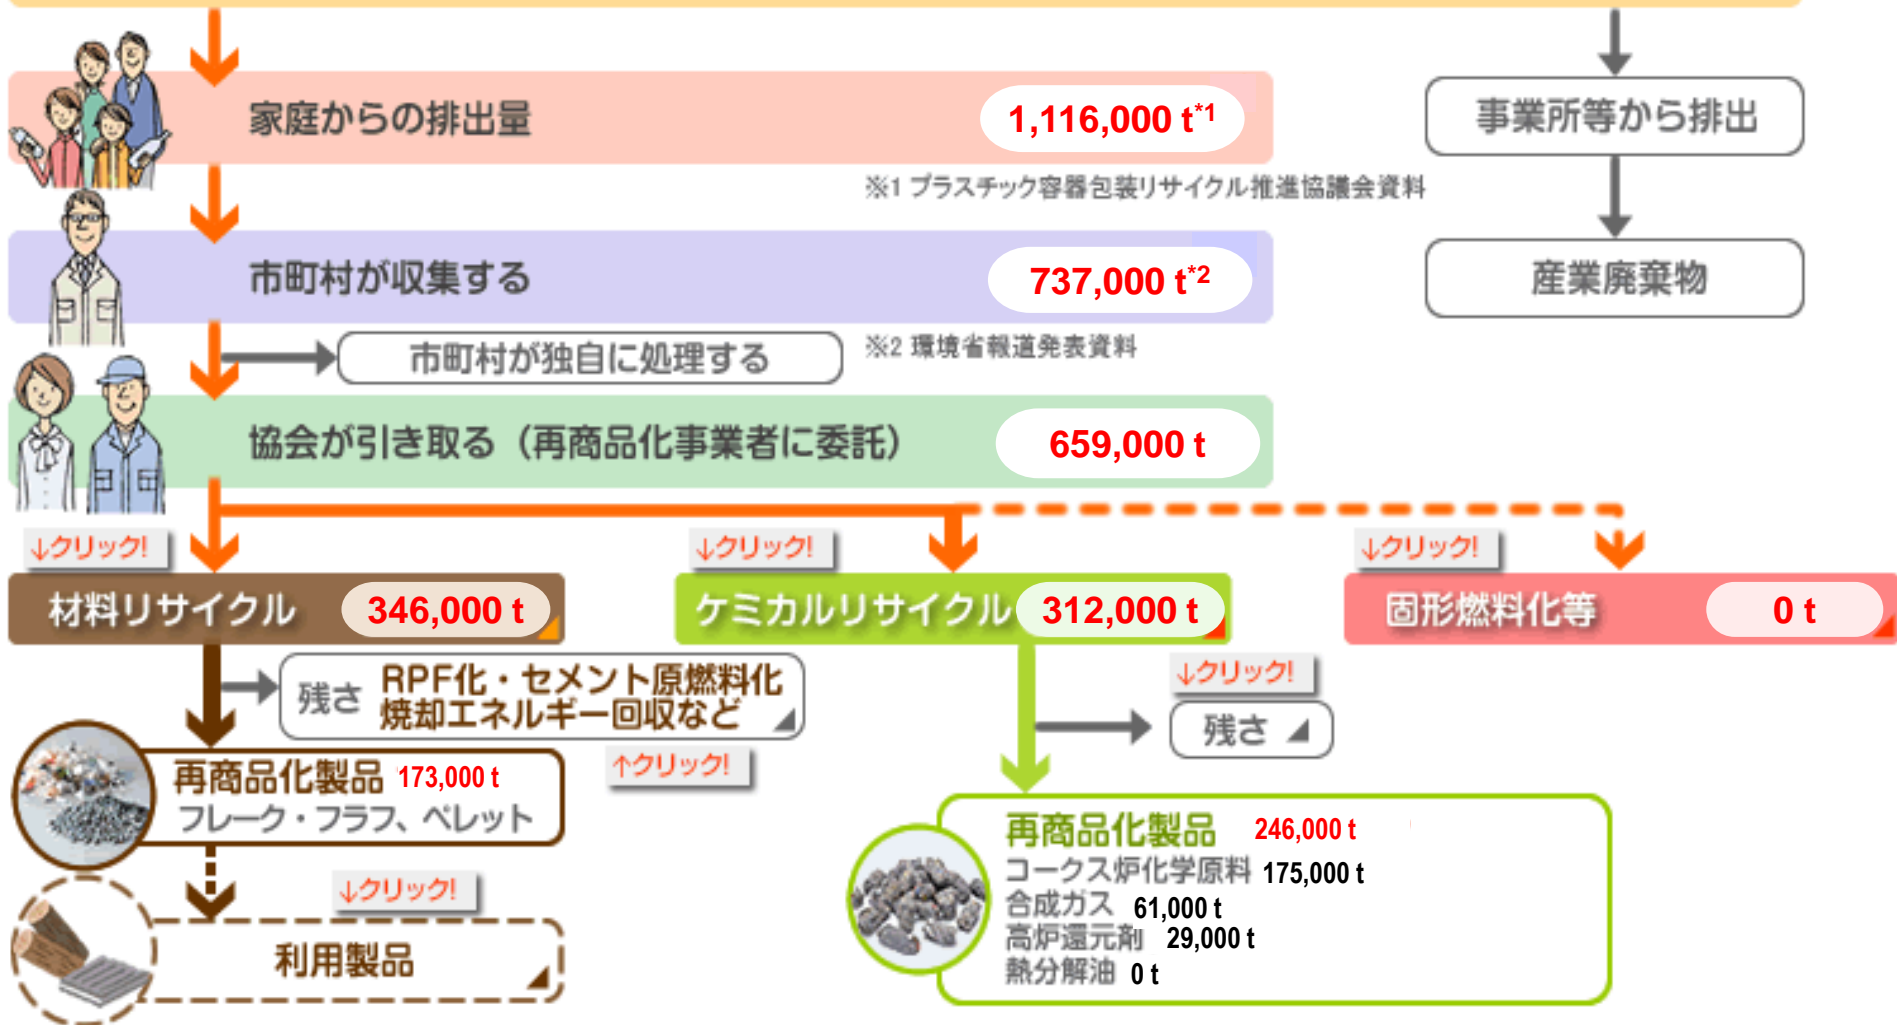 家庭からの排出量
1,116,000 t*1
事業所等から排出
※1 プラスチック容器包装リサイクル推進協議会資料
市町村が収集する
737,000 t*2
産業廃棄物
市町村が独自に処理する
※2 環境省報道発表資料
協会が引き取る（再商品化事業者に委託）
659,000 t
↓クリック!
↓クリック!
↓クリック!
材料リサイクル
346,000 t
ケミカルリサイクル
312,000 t
固形燃料化等
0 t
残さ
RPF化・セメント原燃料化
焼却エネルギー回収など
↑クリック!
↓クリック!
残さ
再商品化製品 173,000 t
フレーク・フラフ、ペレット
↓クリック!
利用製品
再商品化製品 246,000 t
コークス炉化学原料 175,000 t
合成ガス 61,000 t
高炉還元剤 29,000 t
熱分解油 0 t